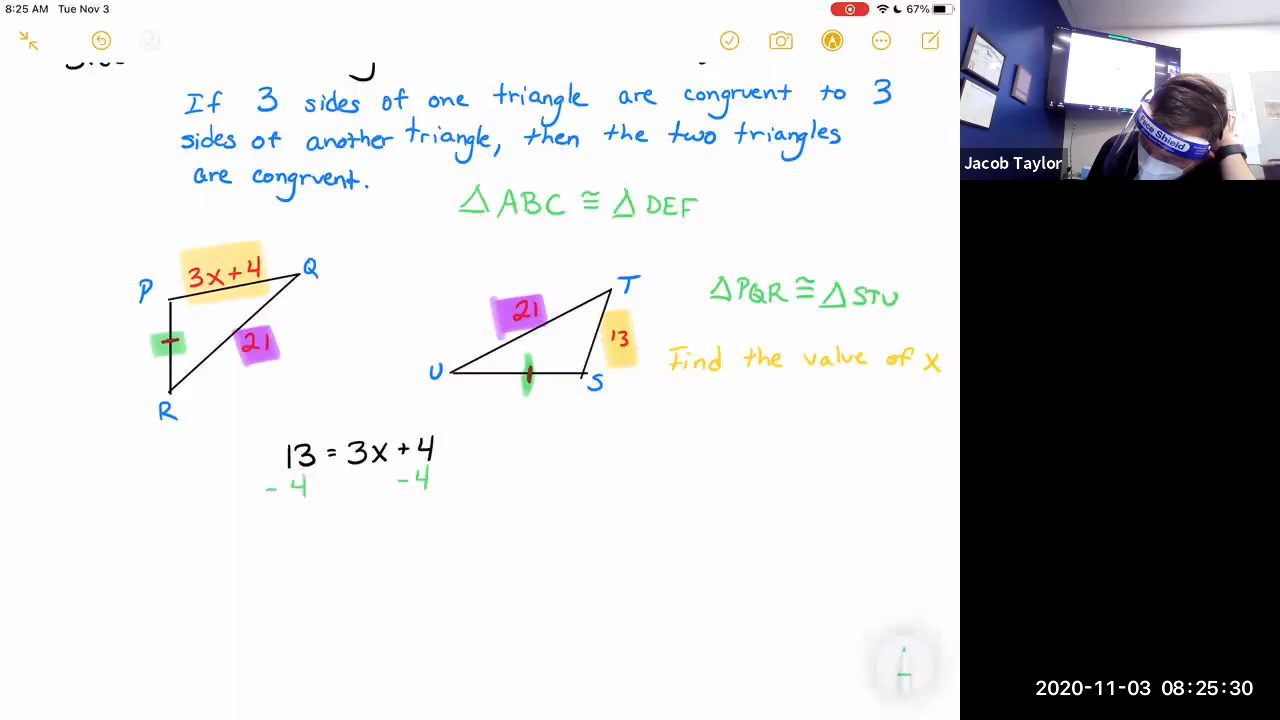 8:25 AM Tue Nov 3
67%
If 3 sides of one triangle are congruent to 3
sides of another triangle, then the two triangles
are congruent.
△ABC ≅ △DEF
P
3x+4
Q
21
R
U
21
T
13
S
△PQR ≅ △STU
Find the value of x
13 = 3x + 4
- 4 - 4
Face Shield
Jacob Taylor
2020-11-03 08:25:30